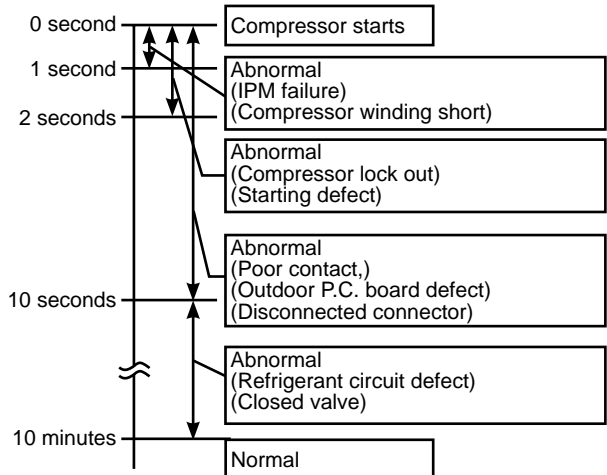 0 second
Compressor starts
1 second
Abnormal
(IPM failure)
(Compressor winding short)
2 seconds
Abnormal
(Compressor lock out)
(Starting defect)
Abnormal
(Poor contact,)
(Outdoor P.C. board defect)
(Disconnected connector)
10 seconds
Abnormal
(Refrigerant circuit defect)
(Closed valve)
10 minutes
Normal